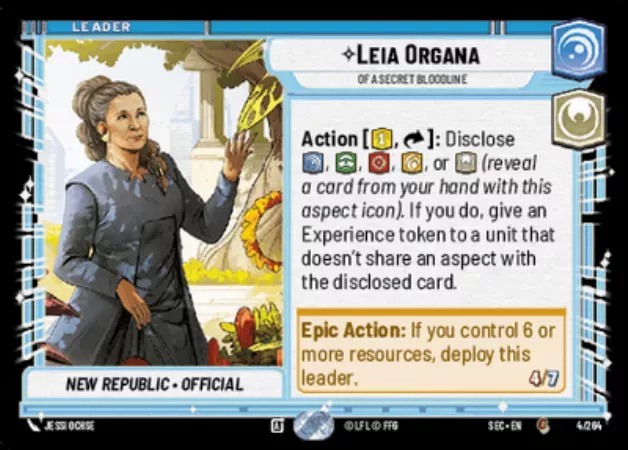 LEADER
✧LEIA ORGANA
OF A SECRET BLOODLINE
Action [1, ]: Disclose
, , , , or (reveal
a card from your hand with this
aspect icon). If you do, give an
Experience token to a unit that
doesn't share an aspect with
the disclosed card.
Epic Action: If you control 6 or
more resources, deploy this
leader.
4/7
NEW REPUBLIC • OFFICIAL
JESSI OCHSE
A
© LFL © FFG
SEC • EN
C
4/264